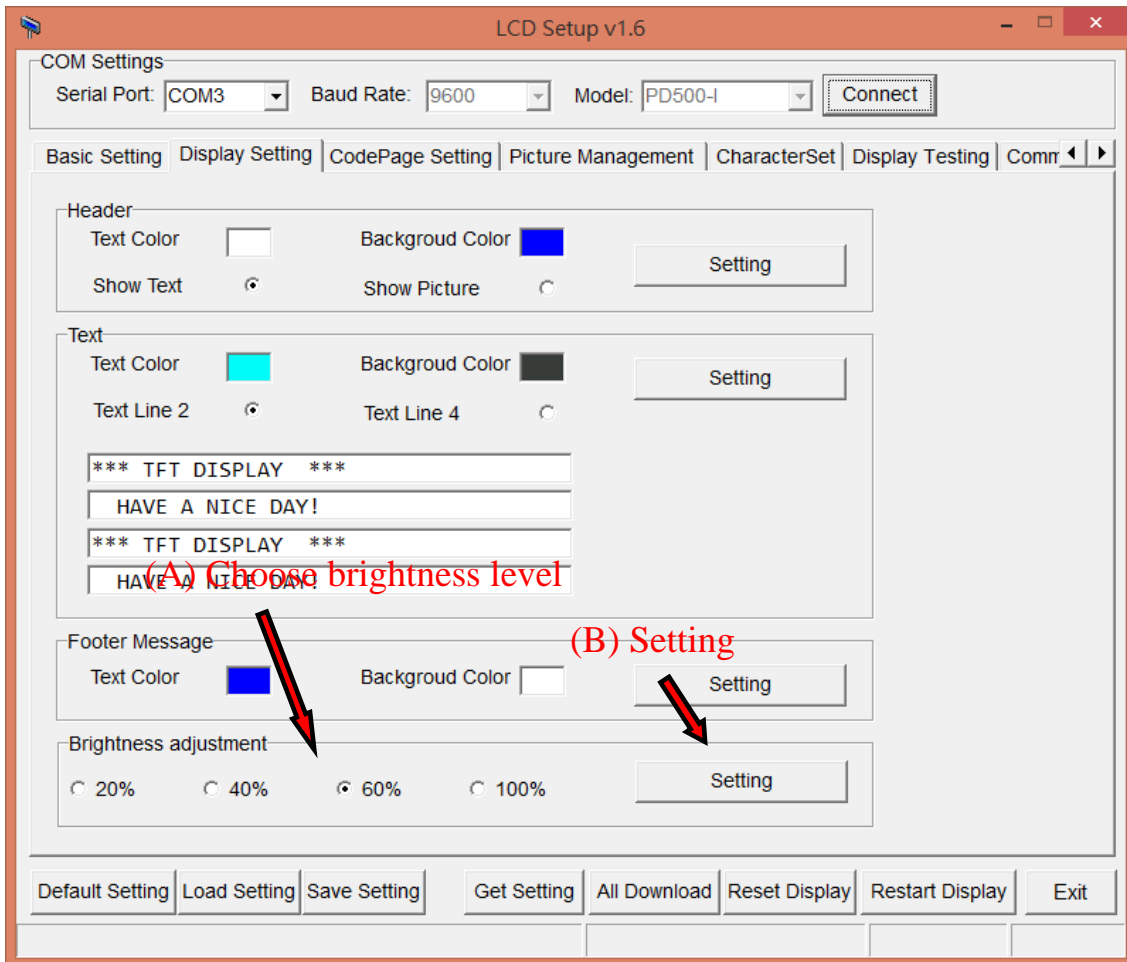 LCD Setup v1.6
COM Settings
Serial Port: COM3 Baud Rate: 9600 Model: PD500-I Connect
Basic Setting Display Setting CodePage Setting Picture Management CharacterSet Display Testing Comm
Header
Text Color Backgroud Color Setting
Show Text Show Picture
Text
Text Color Backgroud Color Setting
Text Line 2 Text Line 4
*** TFT DISPLAY ***
HAVE A NICE DAY!
*** TFT DISPLAY ***
HAVE A NICE DAY!
(A) Choose brightness level
(B) Setting
Footer Message
Text Color Backgroud Color Setting
Brightness adjustment
20% 40% 60% 100% Setting
Default Setting Load Setting Save Setting Get Setting All Download Reset Display Restart Display Exit